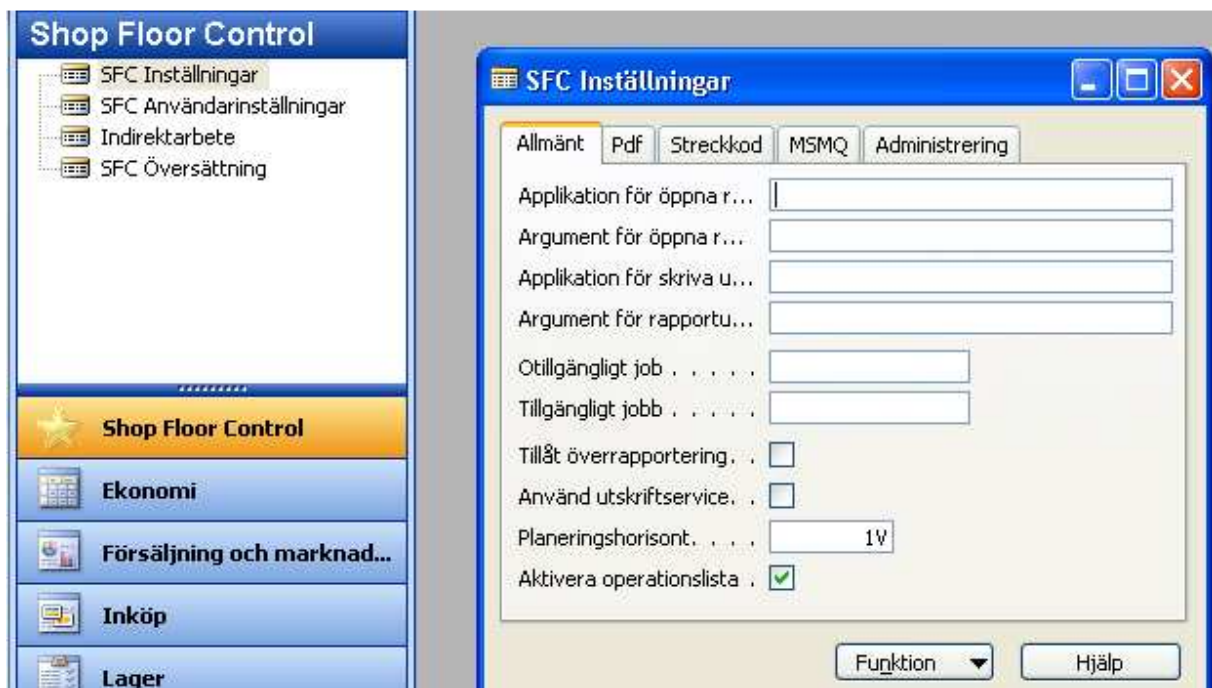 Shop Floor Control
SFC Inställningar
SFC Användarinställningar
Indirektarbete
SFC Översättning
Shop Floor Control
Ekonomi
Försäljning och marknad...
Inköp
Lager
SFC Inställningar
Allmänt Pdf Streckkod MSMQ Administrering
Applikation för öppna r...
Argument för öppna r...
Applikation för skriva u...
Argument för rapportu...
Otillgängligt job . . . . .
Tillgängligt jobb . . . . .
Tillåt överrapportering. .
Använd utskriftservice. .
Planeringshorisont. . . . 1V
Aktivera operationslista .
Funktion Hjälp